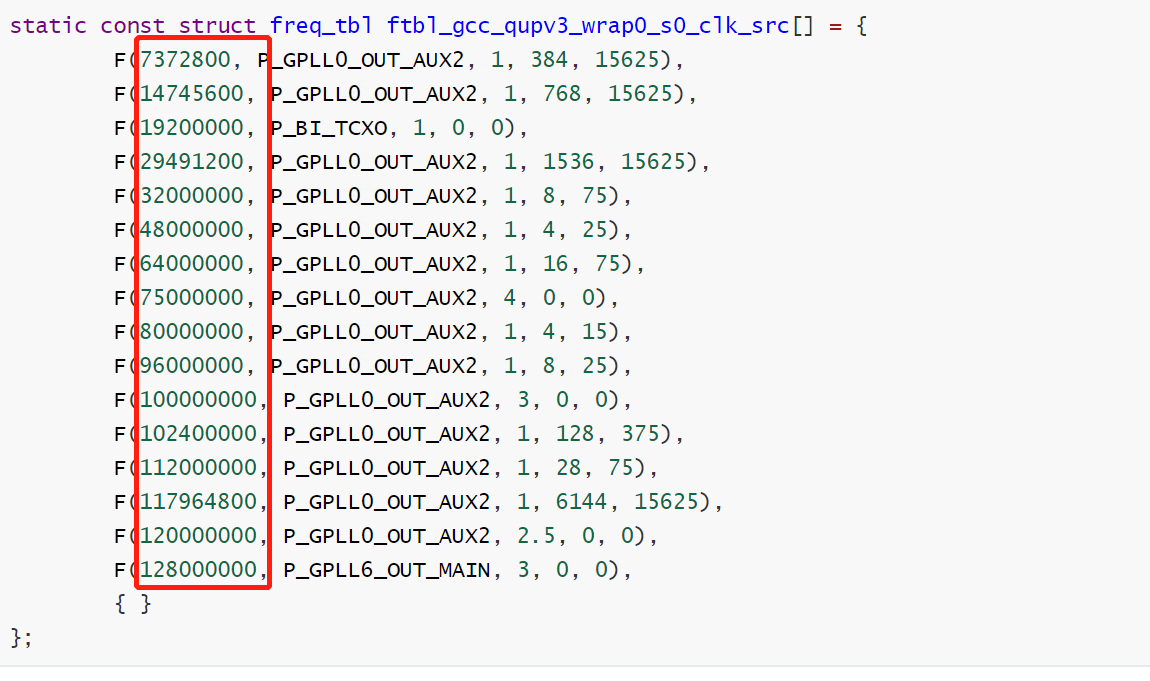 static const struct freq_tbl ftbl_gcc_qupv3_wrap0_s0_clk_src[] = {
F(7372800, P_GPLL0_OUT_AUX2, 1, 384, 15625),
F(14745600, P_GPLL0_OUT_AUX2, 1, 768, 15625),
F(19200000, P_BI_TCXO, 1, 0, 0),
F(29491200, P_GPLL0_OUT_AUX2, 1, 1536, 15625),
F(32000000, P_GPLL0_OUT_AUX2, 1, 8, 75),
F(48000000, P_GPLL0_OUT_AUX2, 1, 4, 25),
F(64000000, P_GPLL0_OUT_AUX2, 1, 16, 75),
F(75000000, P_GPLL0_OUT_AUX2, 4, 0, 0),
F(80000000, P_GPLL0_OUT_AUX2, 1, 4, 15),
F(96000000, P_GPLL0_OUT_AUX2, 1, 8, 25),
F(100000000, P_GPLL0_OUT_AUX2, 3, 0, 0),
F(102400000, P_GPLL0_OUT_AUX2, 1, 128, 375),
F(112000000, P_GPLL0_OUT_AUX2, 1, 28, 75),
F(117964800, P_GPLL0_OUT_AUX2, 1, 6144, 15625),
F(120000000, P_GPLL0_OUT_AUX2, 2.5, 0, 0),
F(128000000, P_GPLL6_OUT_MAIN, 3, 0, 0),
{ }
};